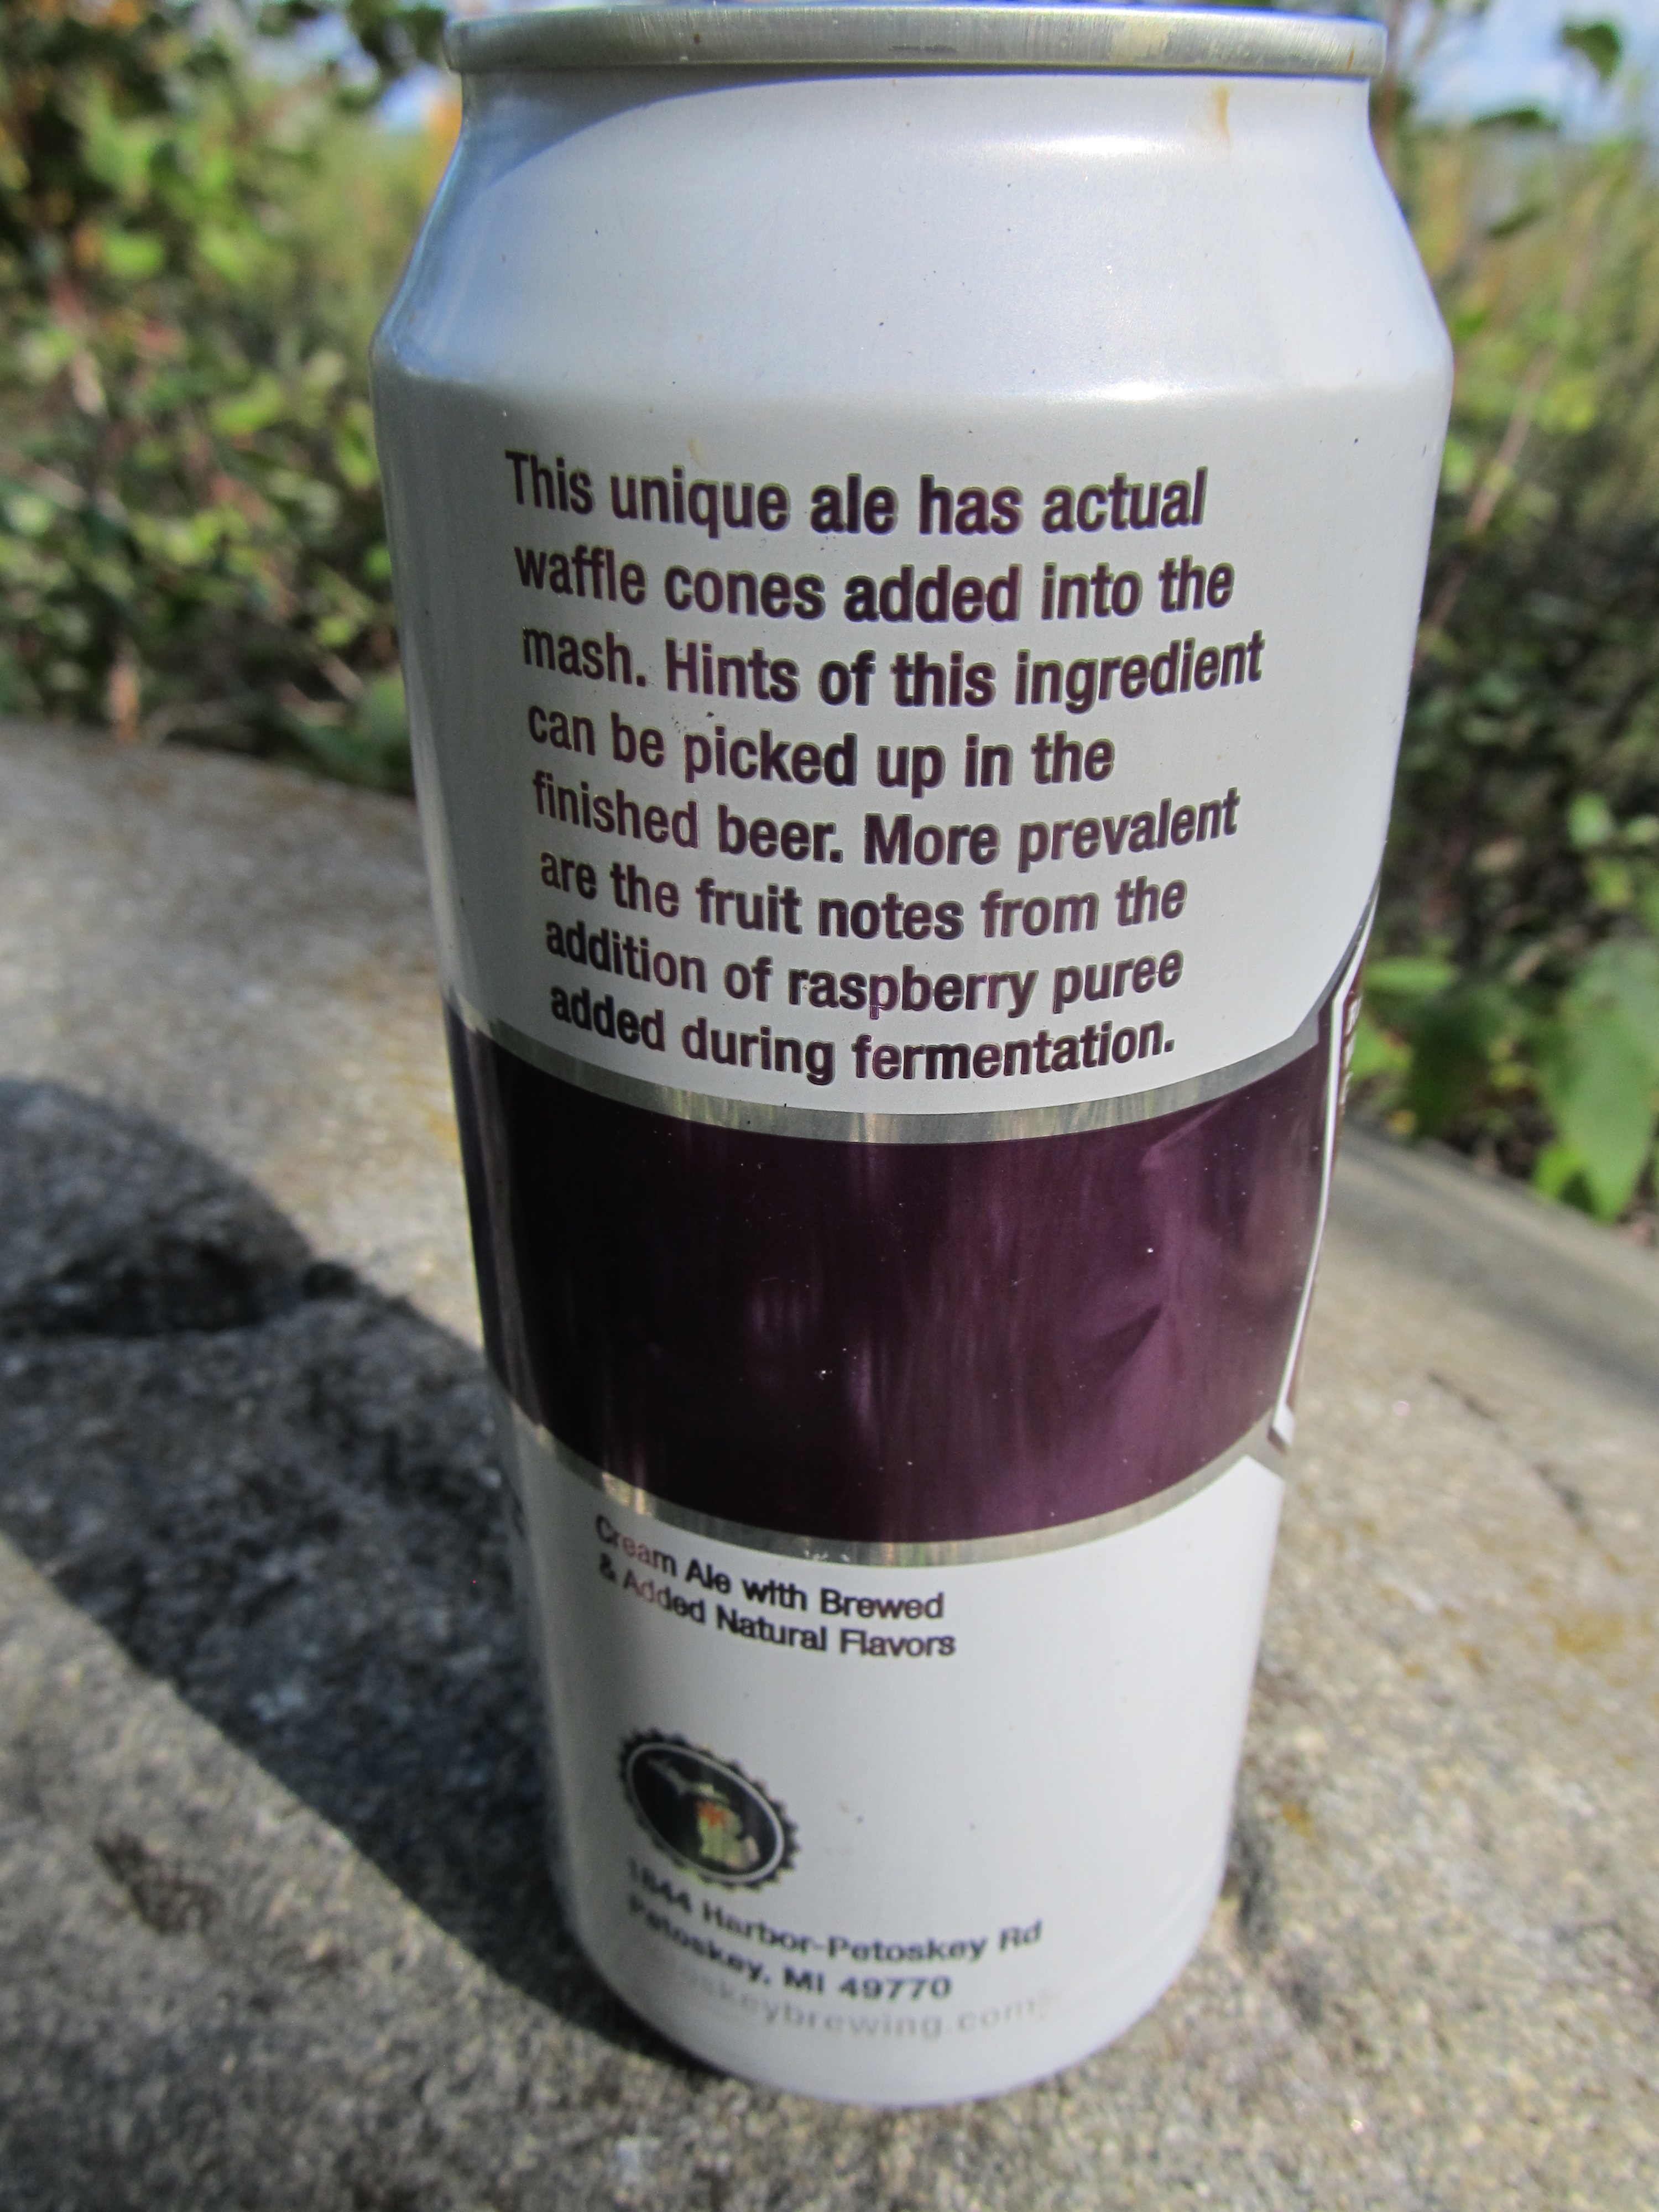 This unique ale has actual
waffle cones added into the
mash. Hints of this ingredient
can be picked up in the
finished beer. More prevalent
are the fruit notes from the
addition of raspberry puree
added during fermentation.
Cream Ale with Brewed
& Added Natural Flavors
1844 Harbor-Petoskey Rd
Petoskey, MI 49770